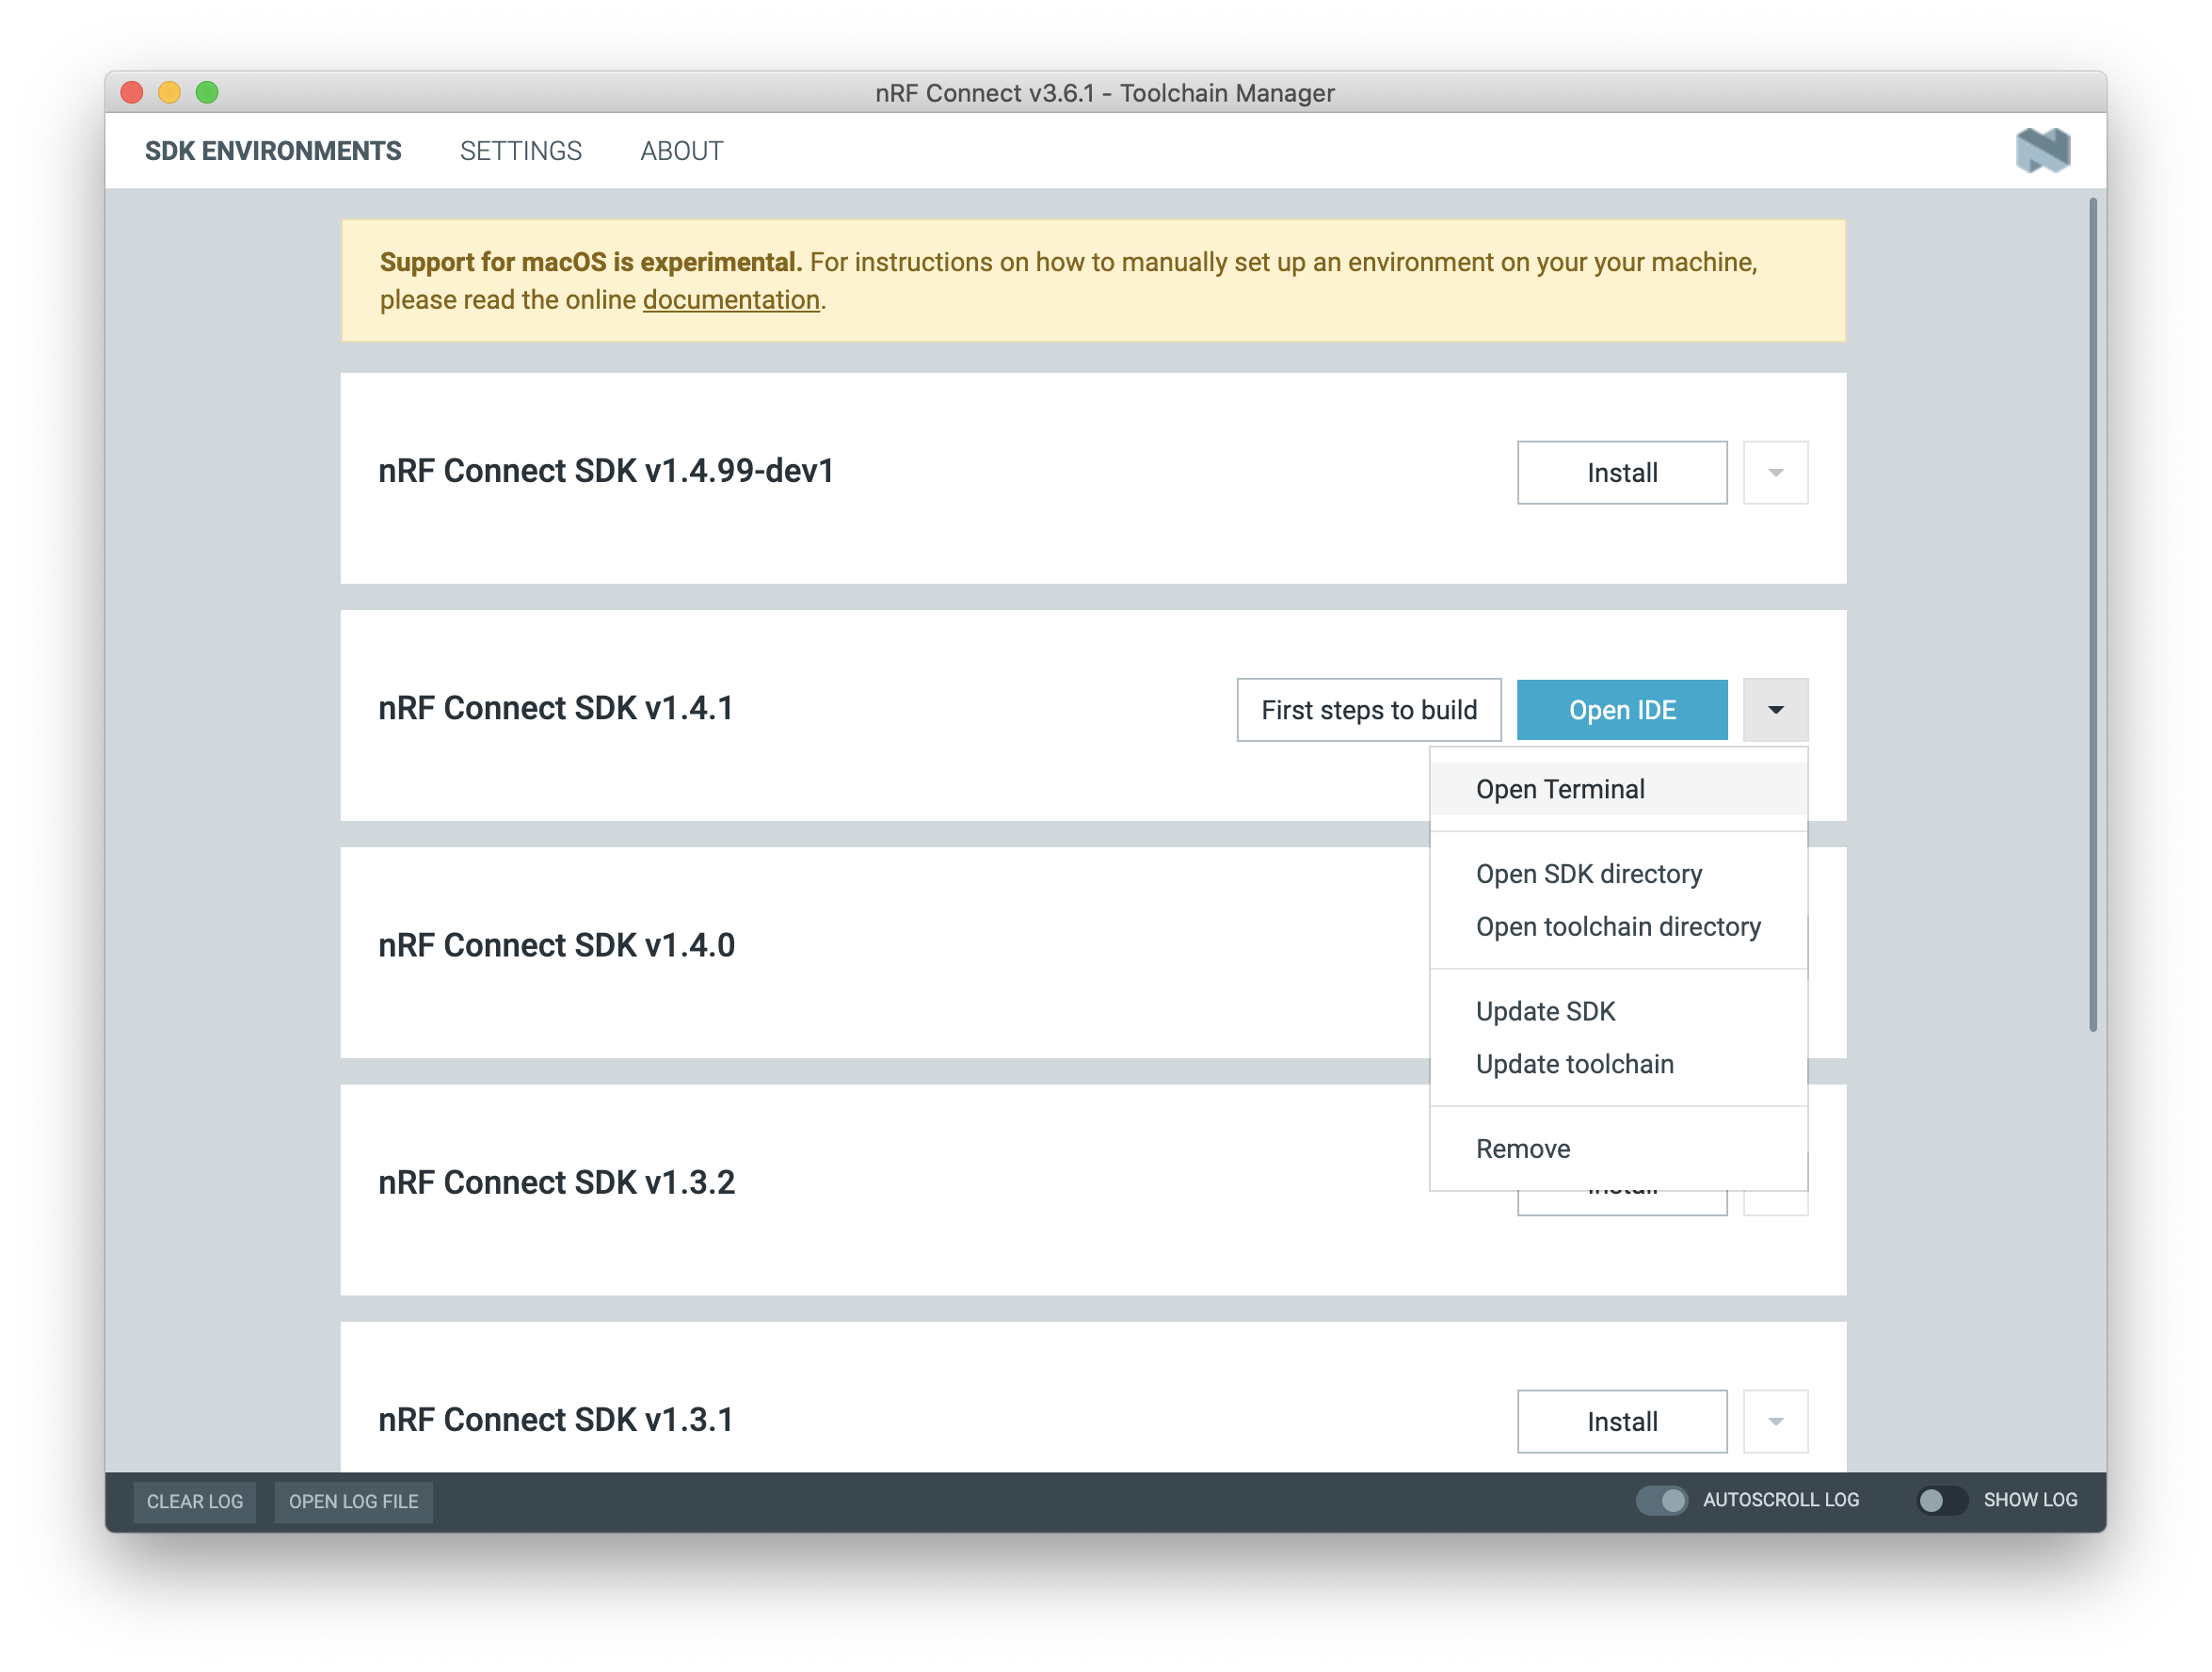 nRF Connect v3.6.1 - Toolchain Manager
SDK ENVIRONMENTS SETTINGS ABOUT
Support for macOS is experimental. For instructions on how to manually set up an environment on your your machine,
please read the online documentation.
nRF Connect SDK v1.4.99-dev1
Install
nRF Connect SDK v1.4.1
First steps to build
Open IDE
Open Terminal
Open SDK directory
Open toolchain directory
Update SDK
Update toolchain
Remove
nRF Connect SDK v1.4.0
nRF Connect SDK v1.3.2
nRF Connect SDK v1.3.1
Install
CLEAR LOG
OPEN LOG FILE
AUTOSCROLL LOG
SHOW LOG